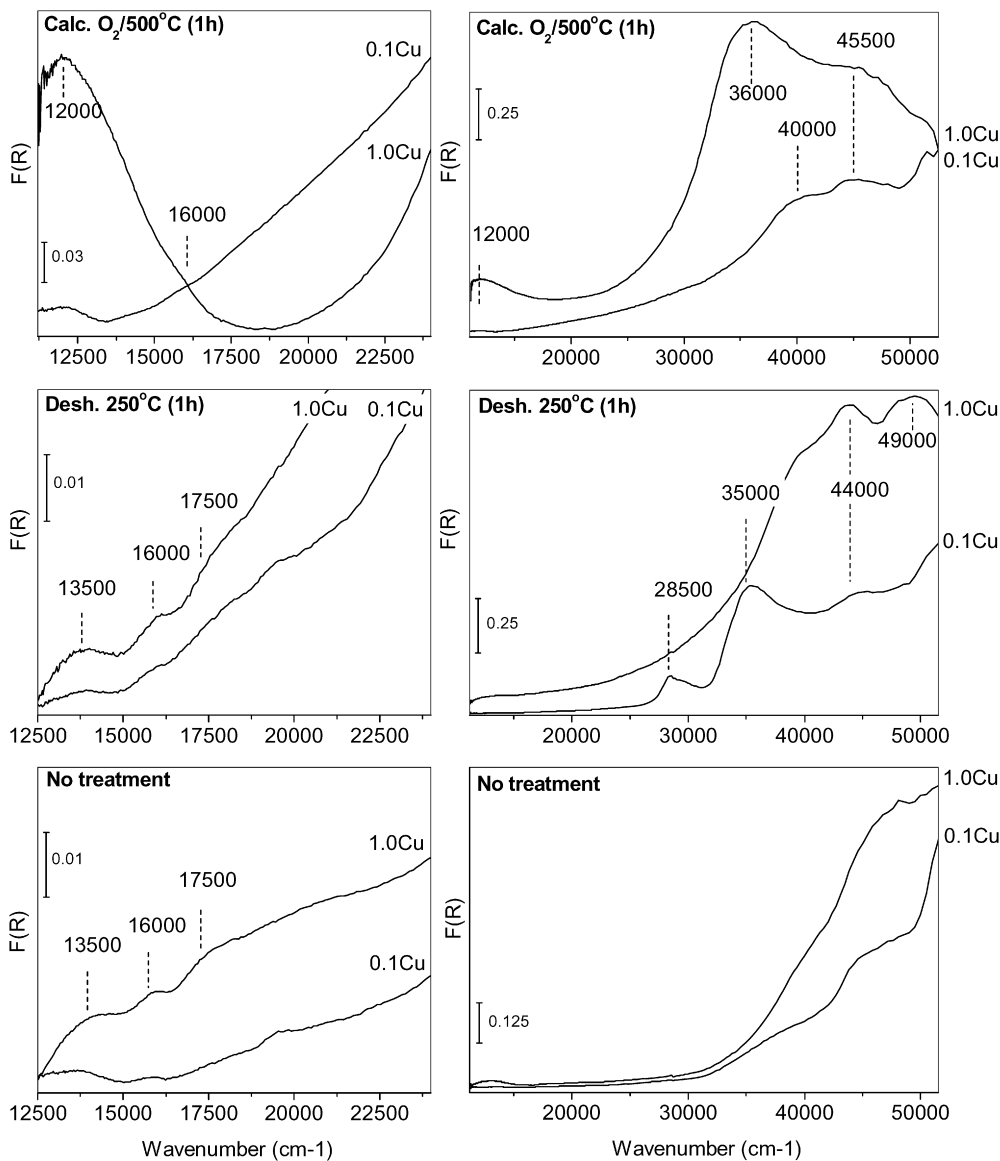 Calc. O2/500°C (1h)
0.1Cu
12000
1.0Cu
16000
0.03
F(R)
12500 15000 17500 20000 22500
Calc. O2/500°C (1h)
45500
36000
0.25
40000
1.0Cu
0.1Cu
12000
F(R)
20000 30000 40000 50000
Desh. 250°C (1h)
1.0Cu 0.1Cu
0.01
17500
16000
13500
F(R)
12500 15000 17500 20000 22500
Desh. 250°C (1h)
1.0Cu
49000
35000
44000
0.1Cu
28500
0.25
F(R)
20000 30000 40000 50000
No treatment
0.01
1.0Cu
17500
16000
13500
0.1Cu
F(R)
12500 15000 17500 20000 22500
Wavenumber (cm-1)
No treatment
1.0Cu
0.1Cu
0.125
F(R)
20000 30000 40000 50000
Wavenumber (cm-1)